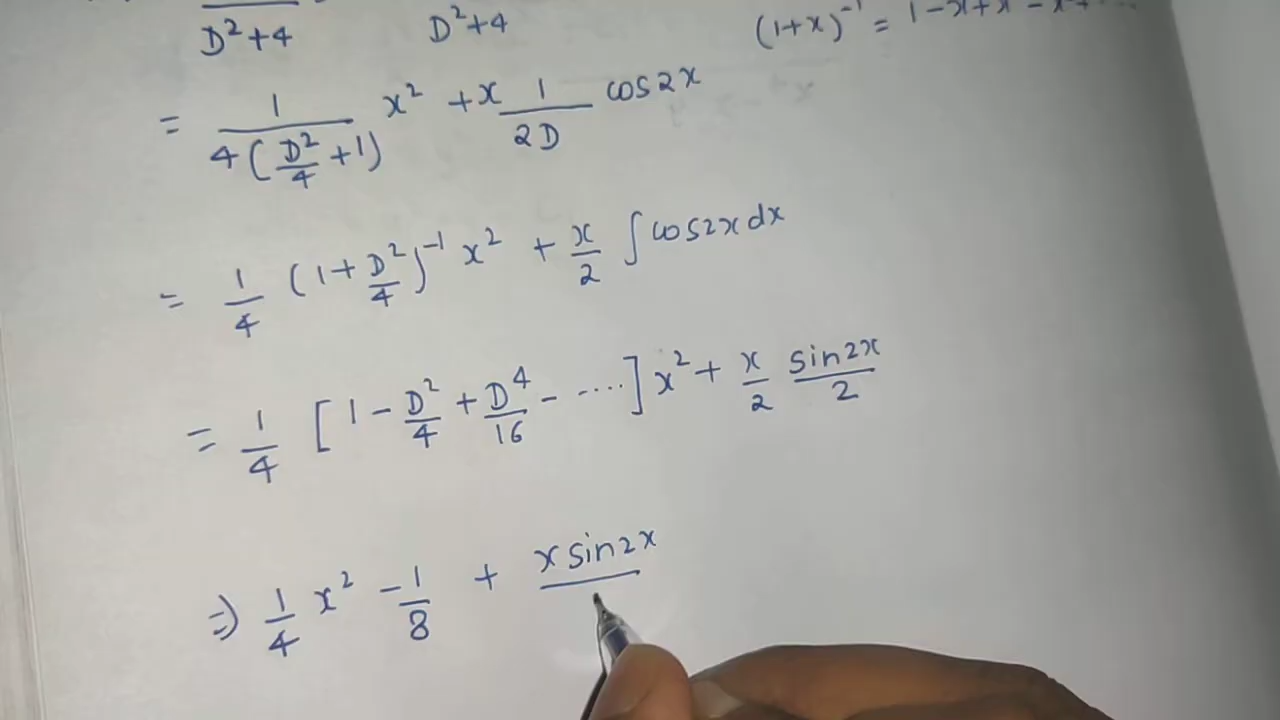 D²+4 D²+4 (1+x)⁻¹ = 1-x+x - x + ....
= 1/4(D²/4 +1) x² + x 1/2D cos2x
= 1/4 (1+ D²/4)⁻¹ x² + x/2 ∫cos2x dx
= 1/4 [1 - D²/4 + D⁴/16 - .....] x² + x/2 sin2x/2
⇒ 1/4 x² - 1/8 + x sin2x